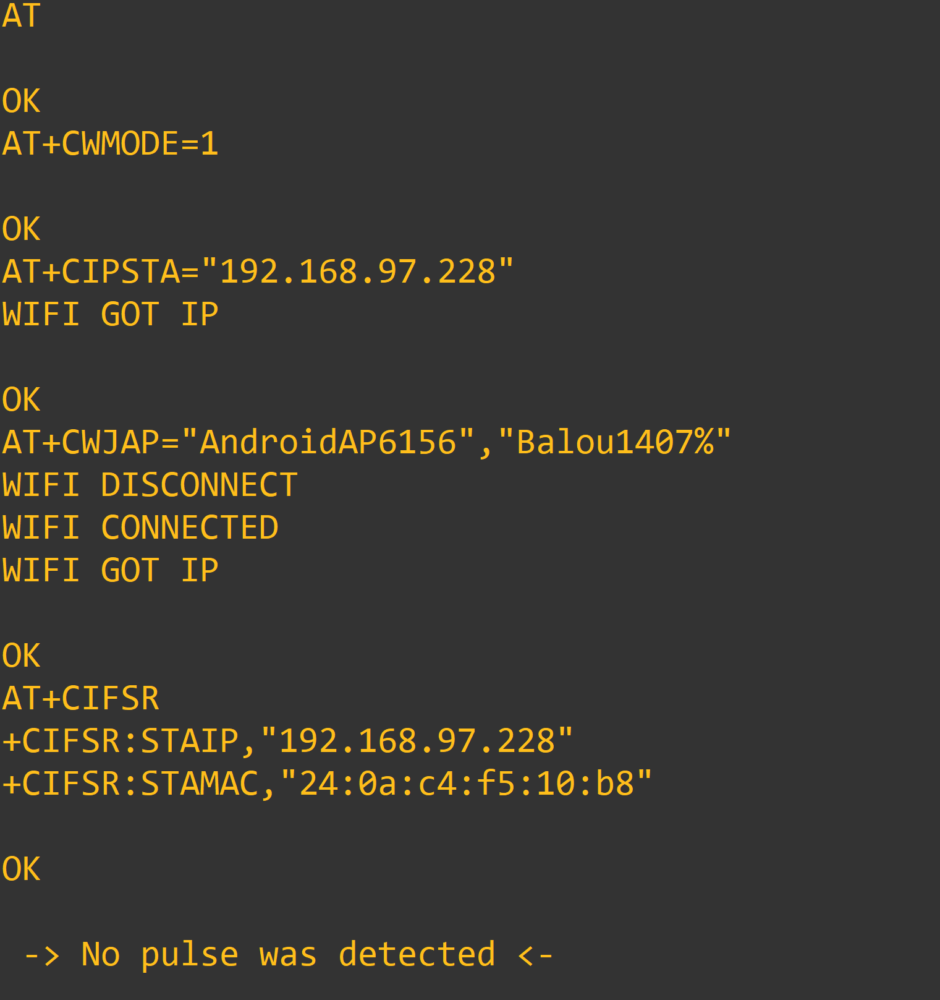 AT
OK
AT+CWMODE=1
OK
AT+CIPSTA="192.168.97.228"
WIFI GOT IP
OK
AT+CWJAP="AndroidAP6156","Balou1407%"
WIFI DISCONNECT
WIFI CONNECTED
WIFI GOT IP
OK
AT+CIFSR
+CIFSR:STAIP,"192.168.97.228"
+CIFSR:STAMAC,"24:0a:c4:f5:10:b8"
OK
-> No pulse was detected <-